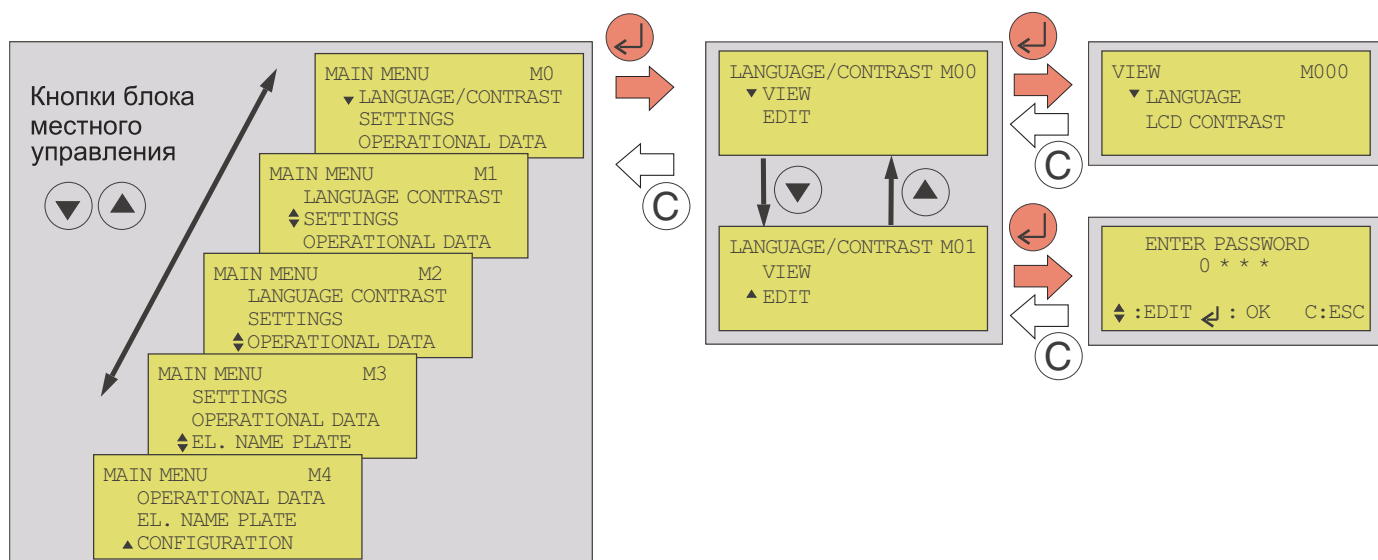 Кнопки блока
местного
управления
MAIN MENU M0
LANGUAGE/CONTRAST
SETTINGS
OPERATIONAL DATA
MAIN MENU M1
LANGUAGE CONTRAST
SETTINGS
OPERATIONAL DATA
MAIN MENU M2
LANGUAGE CONTRAST
SETTINGS
OPERATIONAL DATA
MAIN MENU M3
SETTINGS
OPERATIONAL DATA
EL. NAME PLATE
MAIN MENU M4
OPERATIONAL DATA
EL. NAME PLATE
CONFIGURATION
C
LANGUAGE/CONTRAST M00
VIEW
EDIT
LANGUAGE/CONTRAST M01
VIEW
EDIT
C
VIEW M000
LANGUAGE
LCD CONTRAST
C
ENTER PASSWORD
0 * * *
:EDIT : OK C:ESC